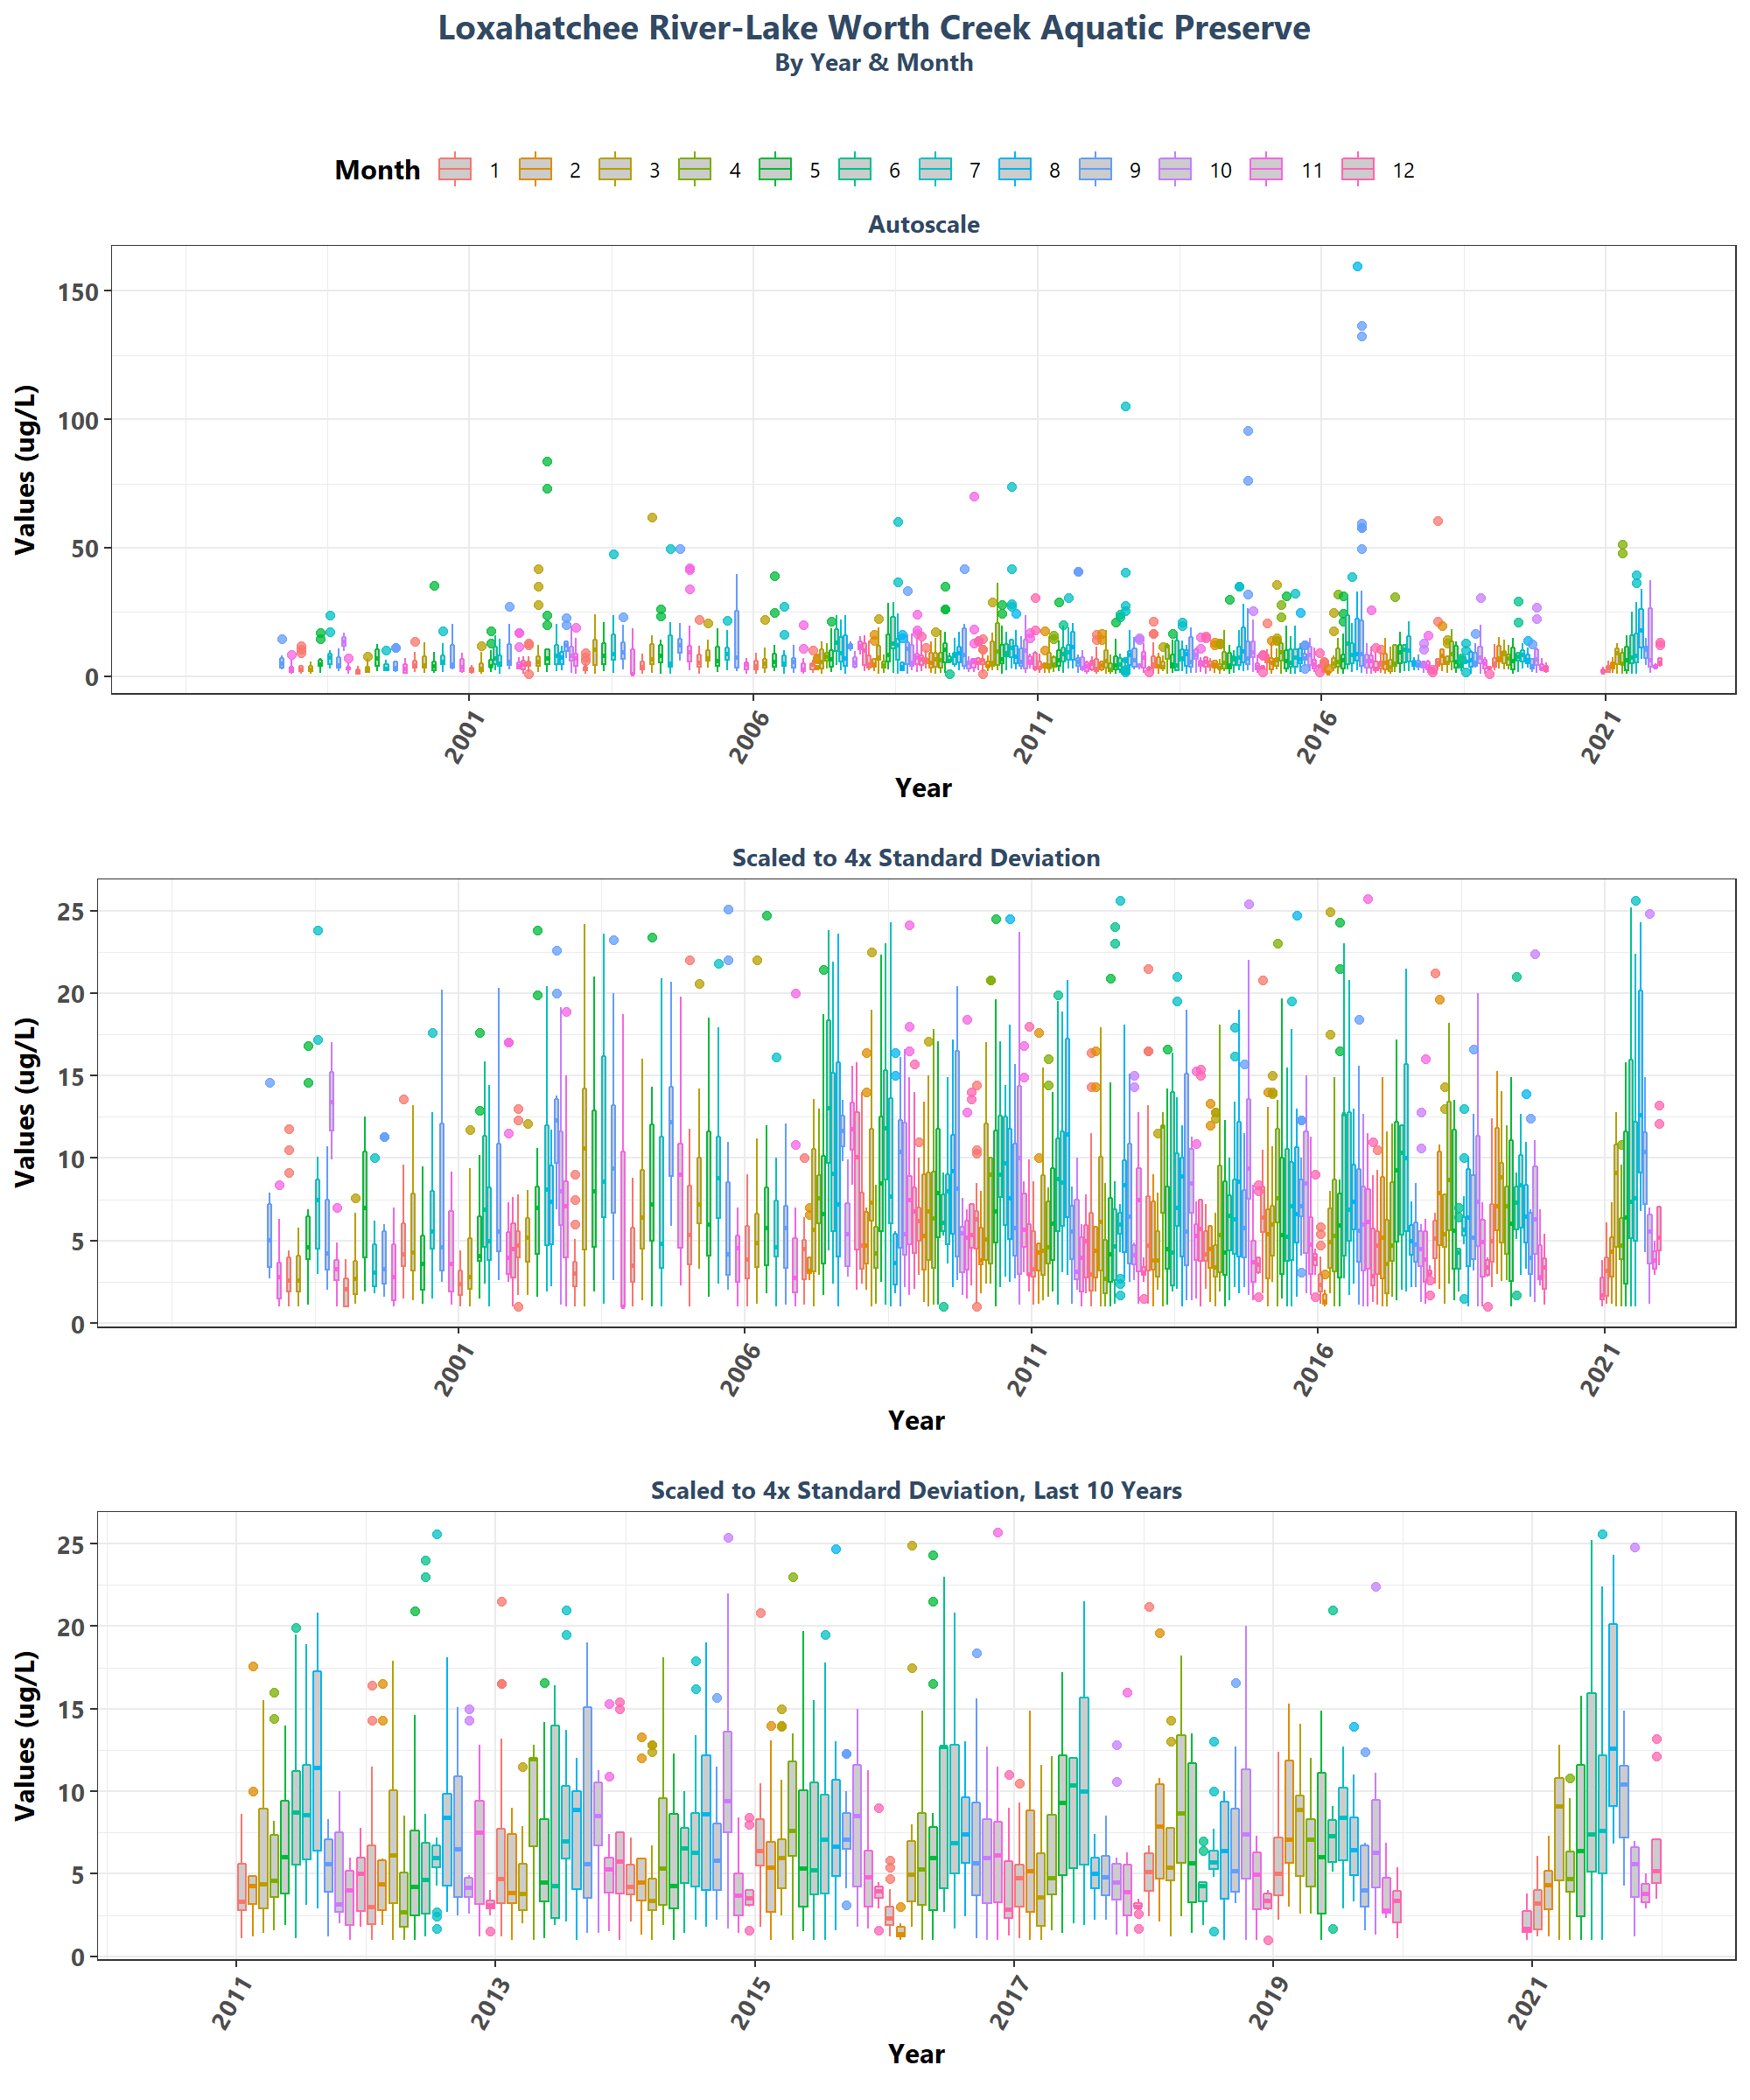 Loxahatchee River-Lake Worth Creek Aquatic Preserve
By Year & Month
Month 1 2 3 4 5 6 7 8 9 10 11 12
Autoscale
Values (ug/L)
150
100
50
0
2001 2006 2011 2016 2021
Year
Scaled to 4x Standard Deviation
Values (ug/L)
25
20
15
10
5
0
2001 2006 2011 2016 2021
Year
Scaled to 4x Standard Deviation, Last 10 Years
Values (ug/L)
25
20
15
10
5
0
2011 2013 2015 2017 2019 2021
Year